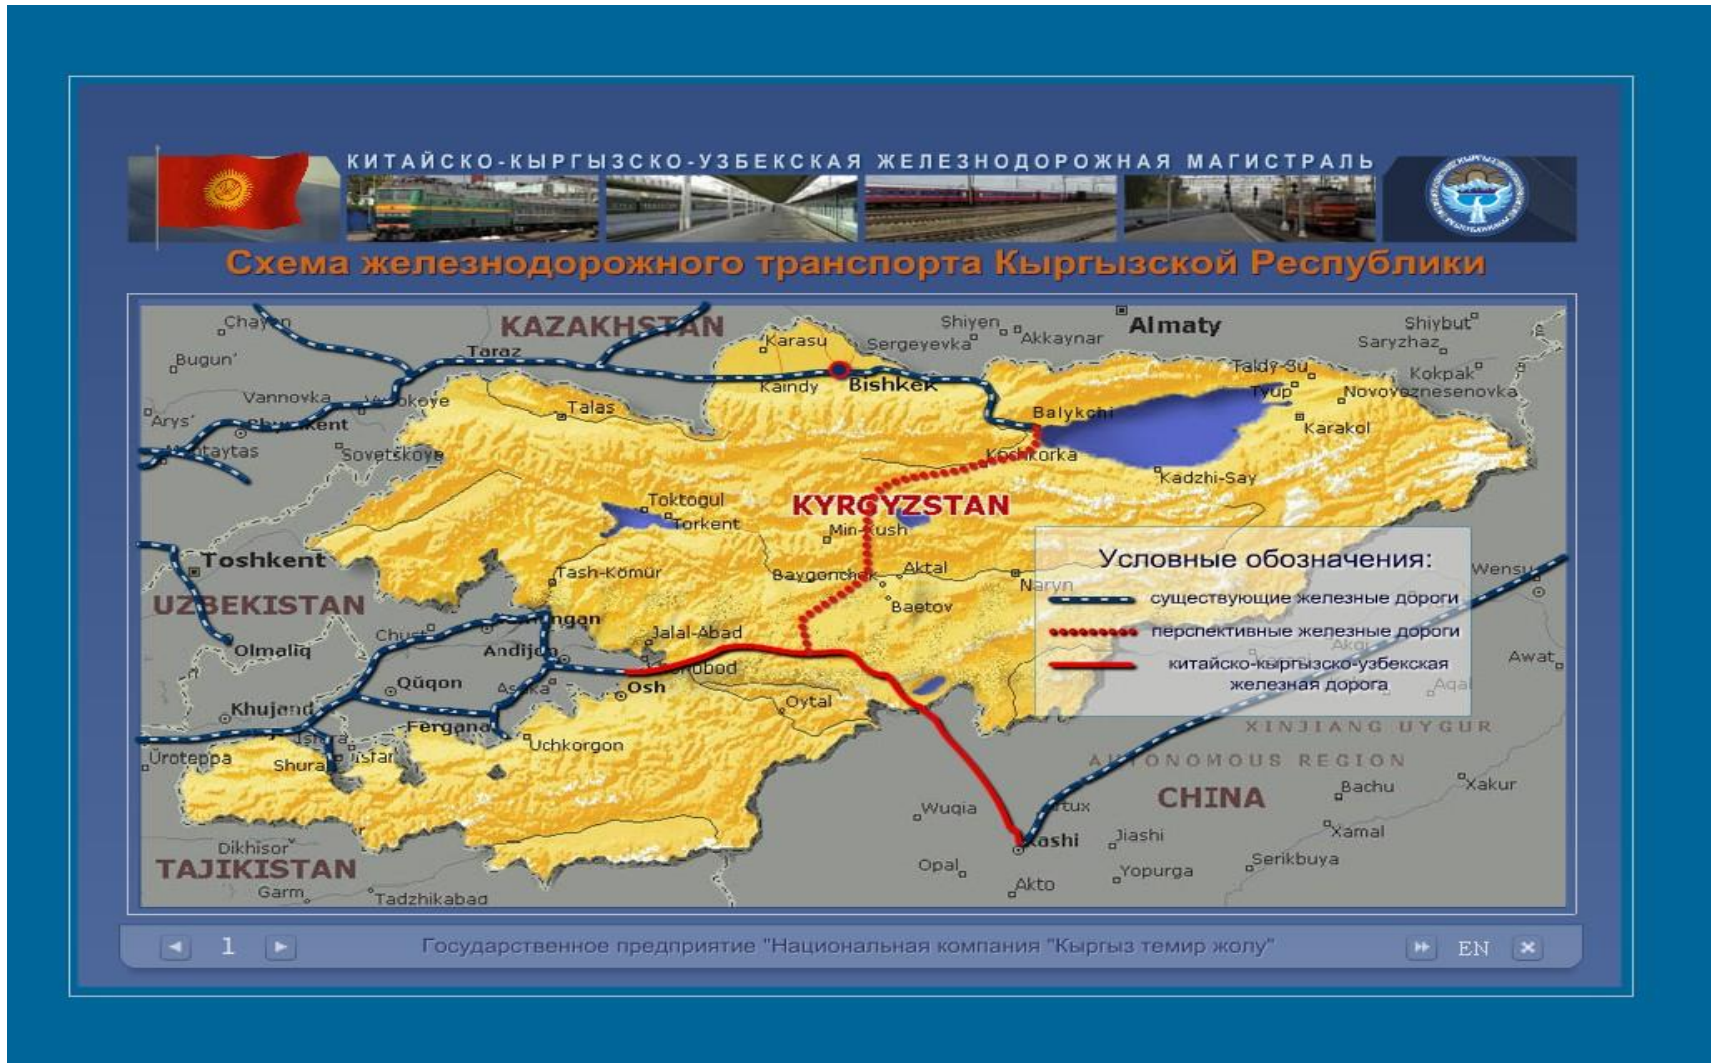 КИТАЙСКО-КЫРГЫЗСКО-УЗБЕКСКАЯ ЖЕЛЕЗНОДОРОЖНАЯ МАГИСТРАЛЬ
Схема железнодорожного транспорта Кыргызской Республики
Almaty
Shiyen
Shiybut'
Chayen
KAZAKHSTAN
Akkaynar
Karasu
Sergeyevka
Saryzhaz
Taraz
Bugun'
Taldy-Su
Kokpak
Kaindy
Bishkek
Tyup
Novovoznesenovka
Vannovka
Talas
Balykchi
Arys'
Karakol
Sovetskoye
Kochkorka
Kadzhi-Say
Toktogul
KYRGYZSTAN
Torkent
Min-Kush
Toshkent
Условные обозначения:
Tash-Kömür
Baygonchek
Aktal
Naryn
Wensu
существующие железные дороги
UZBEKISTAN
Baetov
Chust
Jalal-Abad
перспективные железные дороги
Olmaliq
Andijon
Awat
китайско-кыргызско-узбекская
железная дорога
Qŭqon
Osh
Aqal
Oytal
Khujand
Fergana
XINJIANG UYGUR
Uchkorgon
Ŭroteppa
Shurab
AUTONOMOUS REGION
CHINA
Bachu
Xakur
Wuqia
Xamal
Jiashi
Kashi
Dikhisor
TAJIKISTAN
Opal
Yopurga
Serikbuya
Akto
Garm
Tadzhikabad
1
Государственное предприятие "Национальная компания "Кыргыз темир жолу"
EN